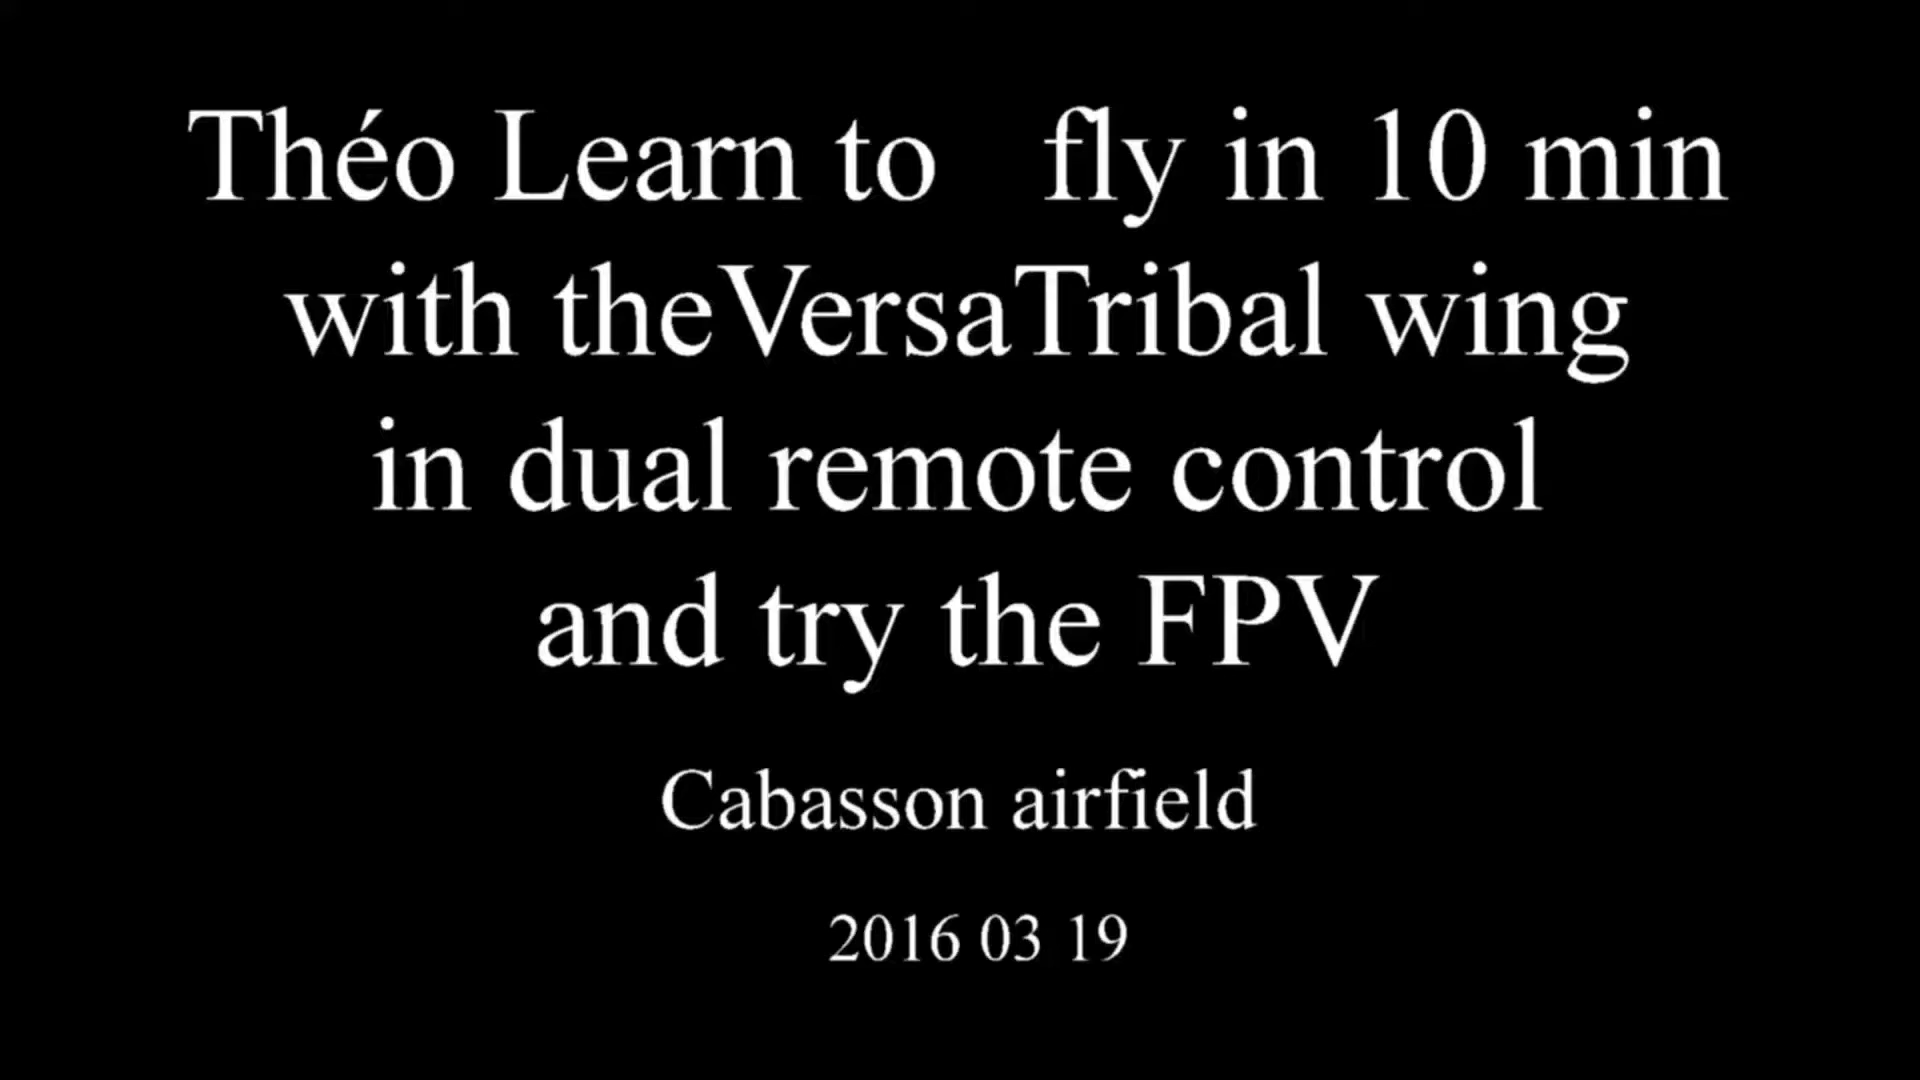 Théo Learn to   fly in 10 min
with theVersaTribal wing
in dual remote control
and try the FPV
Cabasson airfield
2016 03 19